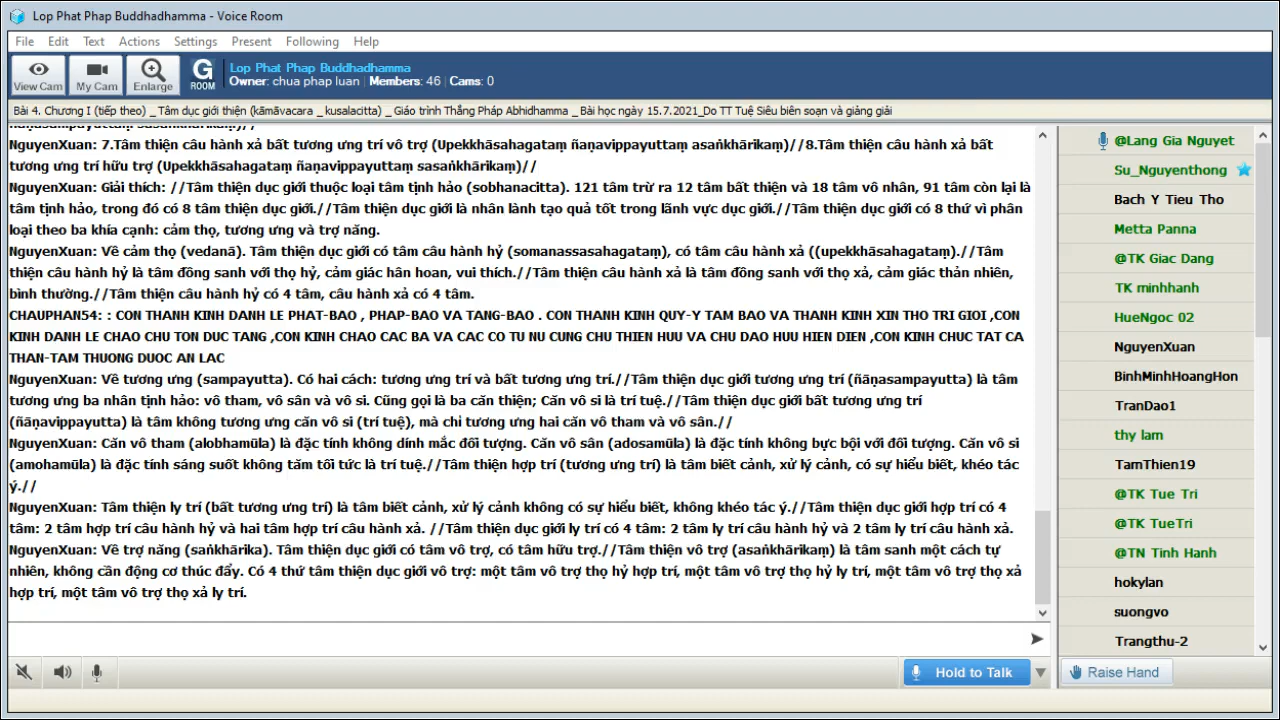 Lop Phat Phap Buddhadhamma - Voice Room
File Edit Text Actions Settings Present Following Help
View Cam
My Cam
Enlarge
G
ROOM
Lop Phat Phap Buddhadhamma
Owner: chua phap luan | Members: 46 | Cams: 0
Bài 4. Chương I (tiếp theo) _ Tâm dục giới thiện (kāmāvacara _ kusalacitta) _ Giáo trình Thắng Pháp Abhidhamma _ Bài học ngày 15.7.2021_Do TT Tuệ Siêu biên soạn và giảng giải
ñāṇasampayuttaṃ sasaṅkhārikaṃ)//
NguyenXuan: 7.Tâm thiện câu hành xả bất tương ưng trí vô trợ (Upekkhāsahagataṃ ñaṇavippayuttaṃ asaṅkhārikaṃ)//8.Tâm thiện câu hành xả bất
tương ưng trí hữu trợ (Upekkhāsahagataṃ ñaṇavippayuttaṃ sasaṅkhārikaṃ)//
NguyenXuan: Giải thích: //Tâm thiện dục giới thuộc loại tâm tịnh hảo (sobhanacitta). 121 tâm trừ ra 12 tâm bất thiện và 18 tâm vô nhân, 91 tâm còn lại là
tâm tịnh hảo, trong đó có 8 tâm thiện dục giới.//Tâm thiện dục giới là nhân lành tạo quả tốt trong lãnh vực dục giới.//Tâm thiện dục giới có 8 thứ vì phân
loại theo ba khía cạnh: cảm thọ, tương ưng và trợ năng.
NguyenXuan: Về cảm thọ (vedanā). Tâm thiện dục giới có tâm câu hành hỷ (somanassasahagataṃ), có tâm câu hành xả ((upekkhāsahagataṃ).//Tâm
thiện câu hành hỷ là tâm đồng sanh với thọ hỷ, cảm giác hân hoan, vui thích.//Tâm thiện câu hành xả là tâm đồng sanh với thọ xả, cảm giác thản nhiên,
bình thường.//Tâm thiện câu hành hỷ có 4 tâm, câu hành xả có 4 tâm.
CHAUPHAN54: : CON THANH KINH DANH LE PHAT-BAO , PHAP-BAO VA TANG-BAO . CON THANH KINH QUY-Y TAM BAO VA THANH KINH XIN THO TRI GIOI ,CON
KINH DANH LE CHAO CHU TON DUC TANG ,CON KINH CHAO CAC BA VA CAC CO TU NU CUNG CHU THIEN HUU VA CHU DAO HUU HIEN DIEN ,CON KINH CHUC TAT CA
THAN-TAM THUONG DUOC AN LAC
NguyenXuan: Về tương ưng (sampayutta). Có hai cách: tương ưng trí và bất tương ưng trí.//Tâm thiện dục giới tương ưng trí (ñāṇasampayutta) là tâm
tương ưng ba nhân tịnh hảo: vô tham, vô sân và vô si. Cũng gọi là ba căn thiện; Căn vô si là trí tuệ.//Tâm thiện dục giới bất tương ưng trí
(ñāṇavippayutta) là tâm không tương ưng căn vô si (trí tuệ), mà chỉ tương ưng hai căn vô tham và vô sân.//
NguyenXuan: Căn vô tham (alobhamūla) là đặc tính không dính mắc đối tượng. Căn vô sân (adosamūla) là đặc tính không bực bội với đối tượng. Căn vô si
(amohamūla) là đặc tính sáng suốt không tăm tối tức là trí tuệ.//Tâm thiện hợp trí (tương ưng trí) là tâm biết cảnh, xử lý cảnh, có sự hiểu biết, khéo tác
ý.//
NguyenXuan: Tâm thiện ly trí (bất tương ưng trí) là tâm biết cảnh, xử lý cảnh không có sự hiểu biết, không khéo tác ý.//Tâm thiện dục giới hợp trí có 4
tâm: 2 tâm hợp trí câu hành hỷ và hai tâm hợp trí câu hành xả. //Tâm thiện dục giới ly trí có 4 tâm: 2 tâm ly trí câu hành hỷ và 2 tâm ly trí câu hành xả.
NguyenXuan: Về trợ năng (saṅkhārika). Tâm thiện dục giới có tâm vô trợ, có tâm hữu trợ.//Tâm thiện vô trợ (asaṅkhārikaṃ) là tâm sanh một cách tự
nhiên, không cần động cơ thúc đẩy. Có 4 thứ tâm thiện dục giới vô trợ: một tâm vô trợ thọ hỷ hợp trí, một tâm vô trợ thọ hỷ ly trí, một tâm vô trợ thọ xả
hợp trí, một tâm vô trợ thọ xả ly trí.
@Lang Gia Nguyet
Su_Nguyenthong
Bach Y Tieu Tho
Metta Panna
@TK Giac Dang
TK minhhanh
HueNgoc 02
NguyenXuan
BinhMinhHoangHon
TranDao1
thy lam
TamThien19
@TK Tue Tri
@TK TueTri
@TN Tinh Hanh
hokylan
suongvo
Trangthu-2
Hold to Talk
Raise Hand